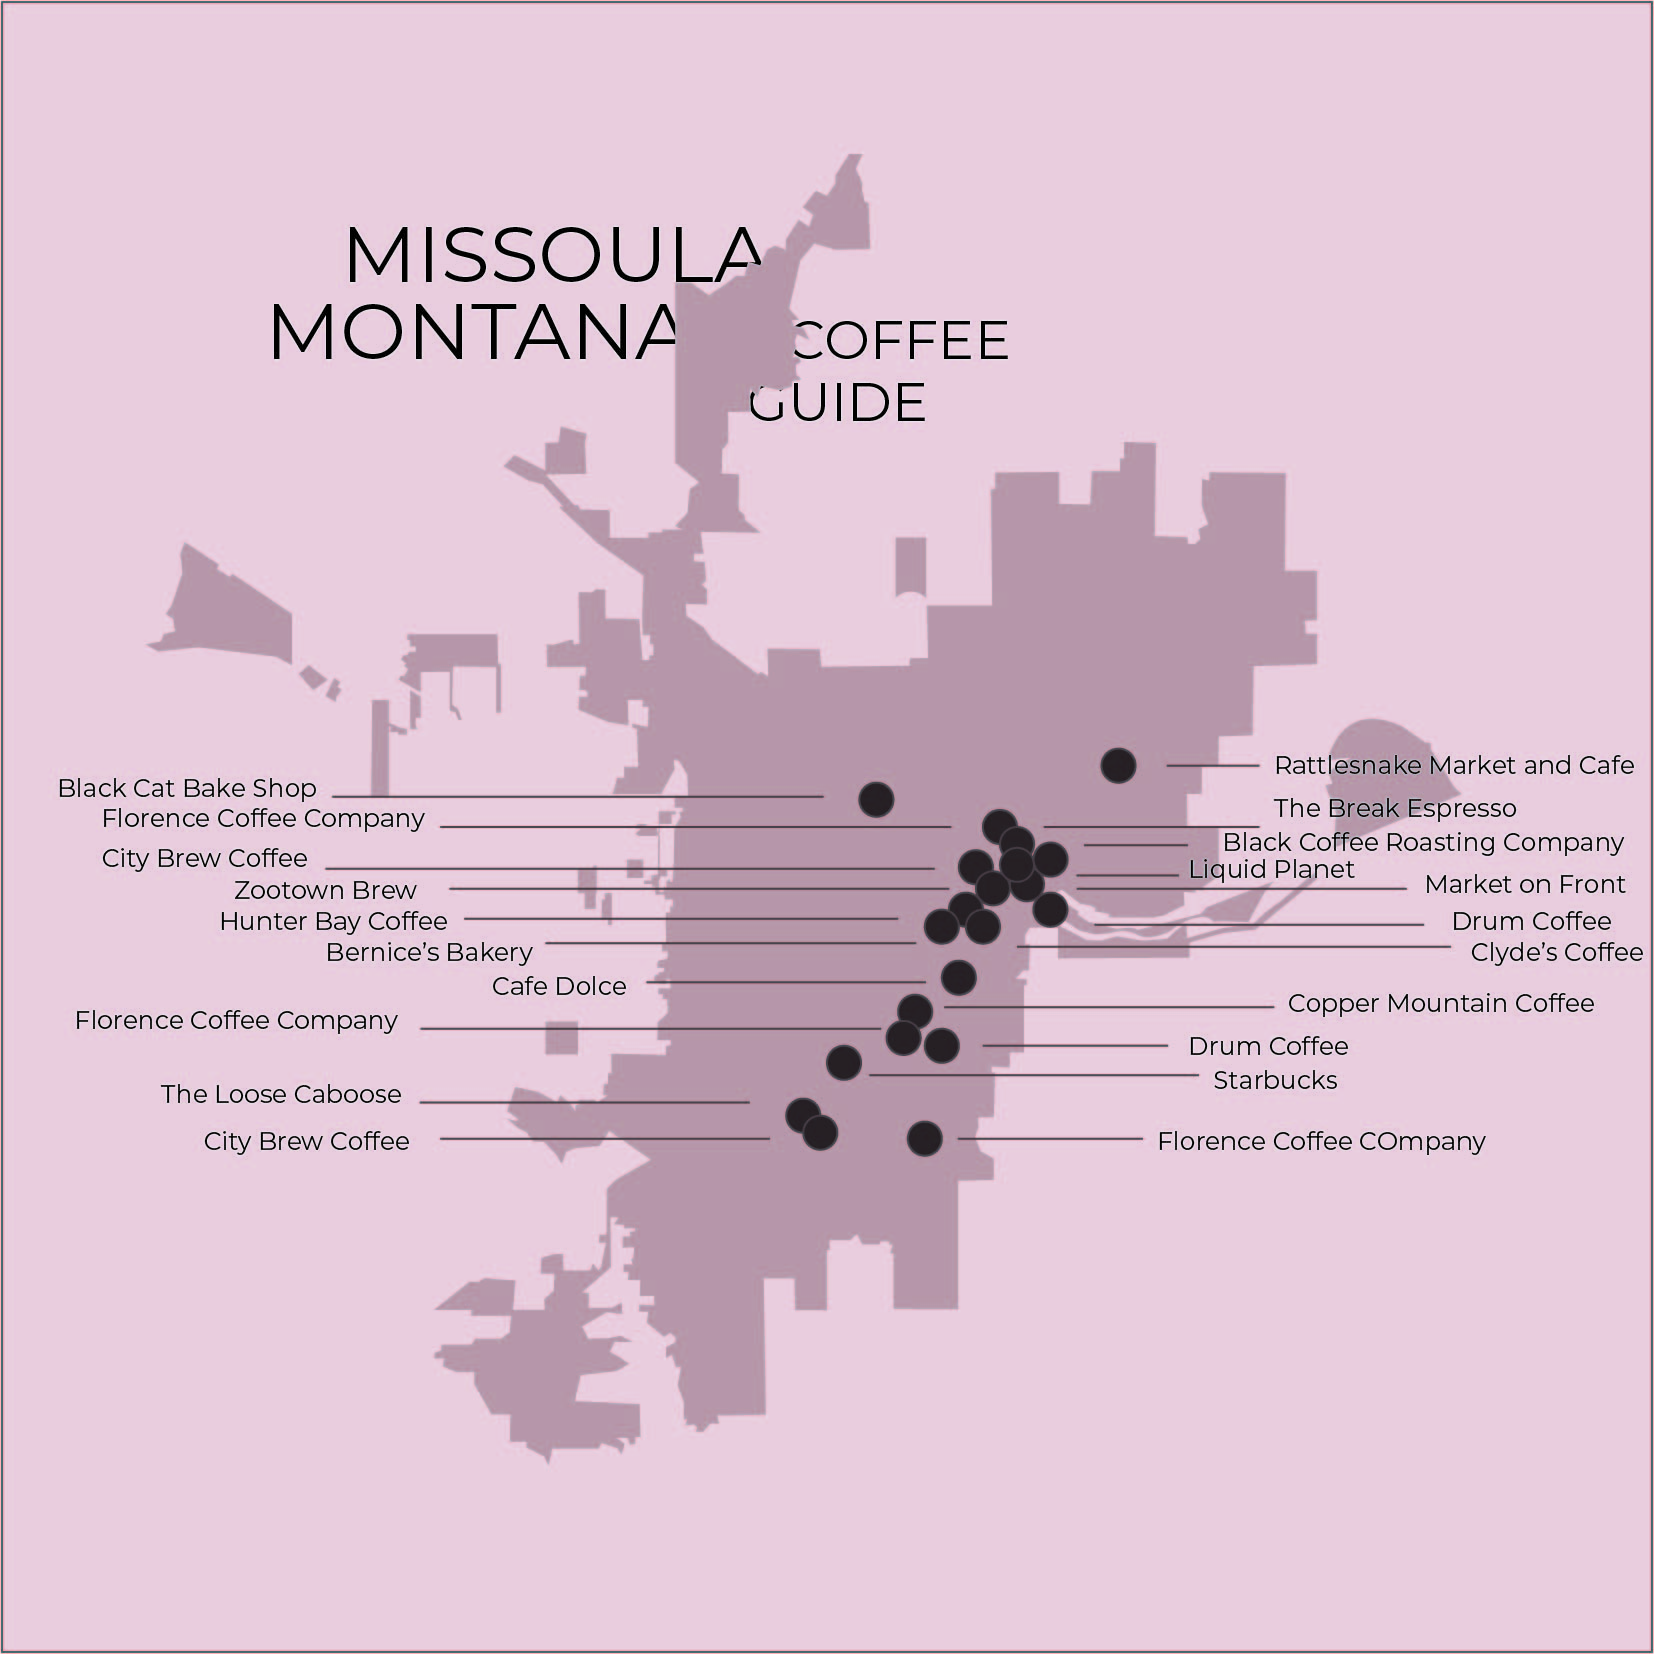 MISSOULA
MONTANA
COFFEE
GUIDE
Black Cat Bake Shop
Florence Coffee Company
City Brew Coffee
Zootown Brew
Hunter Bay Coffee
Bernice's Bakery
Cafe Dolce
Florence Coffee Company
The Loose Caboose
City Brew Coffee
Rattlesnake Market and Cafe
The Break Espresso
Black Coffee Roasting Company
Liquid Planet
Market on Front
Drum Coffee
Clyde's Coffee
Copper Mountain Coffee
Drum Coffee
Starbucks
Florence Coffee COmpany